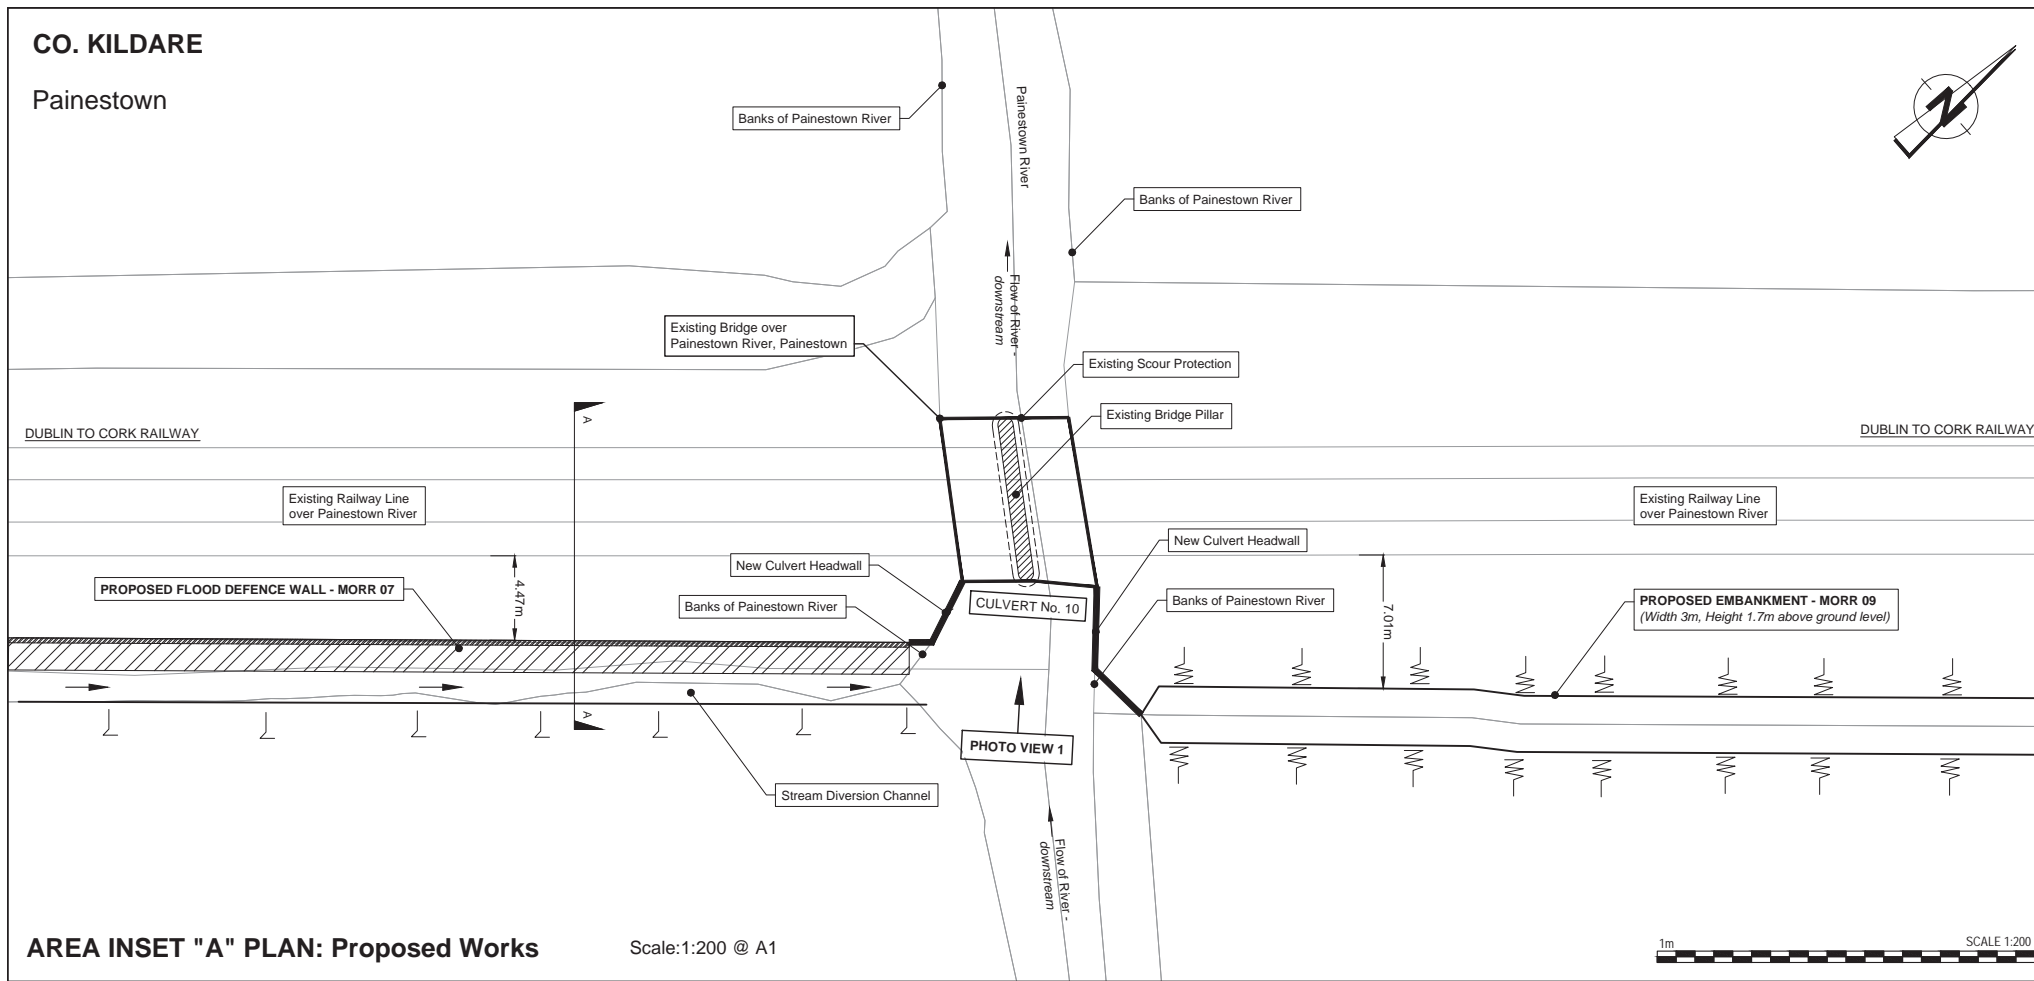 CO. KILDARE
Painestown
N
Banks of Painestown River
Painestown River
Banks of Painestown River
Flow of River -
downstream
Existing Bridge over
Painestown River, Painestown
Existing Scour Protection
Existing Bridge Pillar
A
DUBLIN TO CORK RAILWAY
DUBLIN TO CORK RAILWAY
Existing Railway Line
over Painestown River
Existing Railway Line
over Painestown River
New Culvert Headwall
New Culvert Headwall
4.47m
7.01m
PROPOSED FLOOD DEFENCE WALL - MORR 07
Banks of Painestown River
CULVERT No. 10
Banks of Painestown River
PROPOSED EMBANKMENT - MORR 09
(Width 3m, Height 1.7m above ground level)
A
PHOTO VIEW 1
Stream Diversion Channel
Flow of River -
downstream
AREA INSET "A" PLAN: Proposed Works
Scale:1:200 @ A1
1m
SCALE 1:200